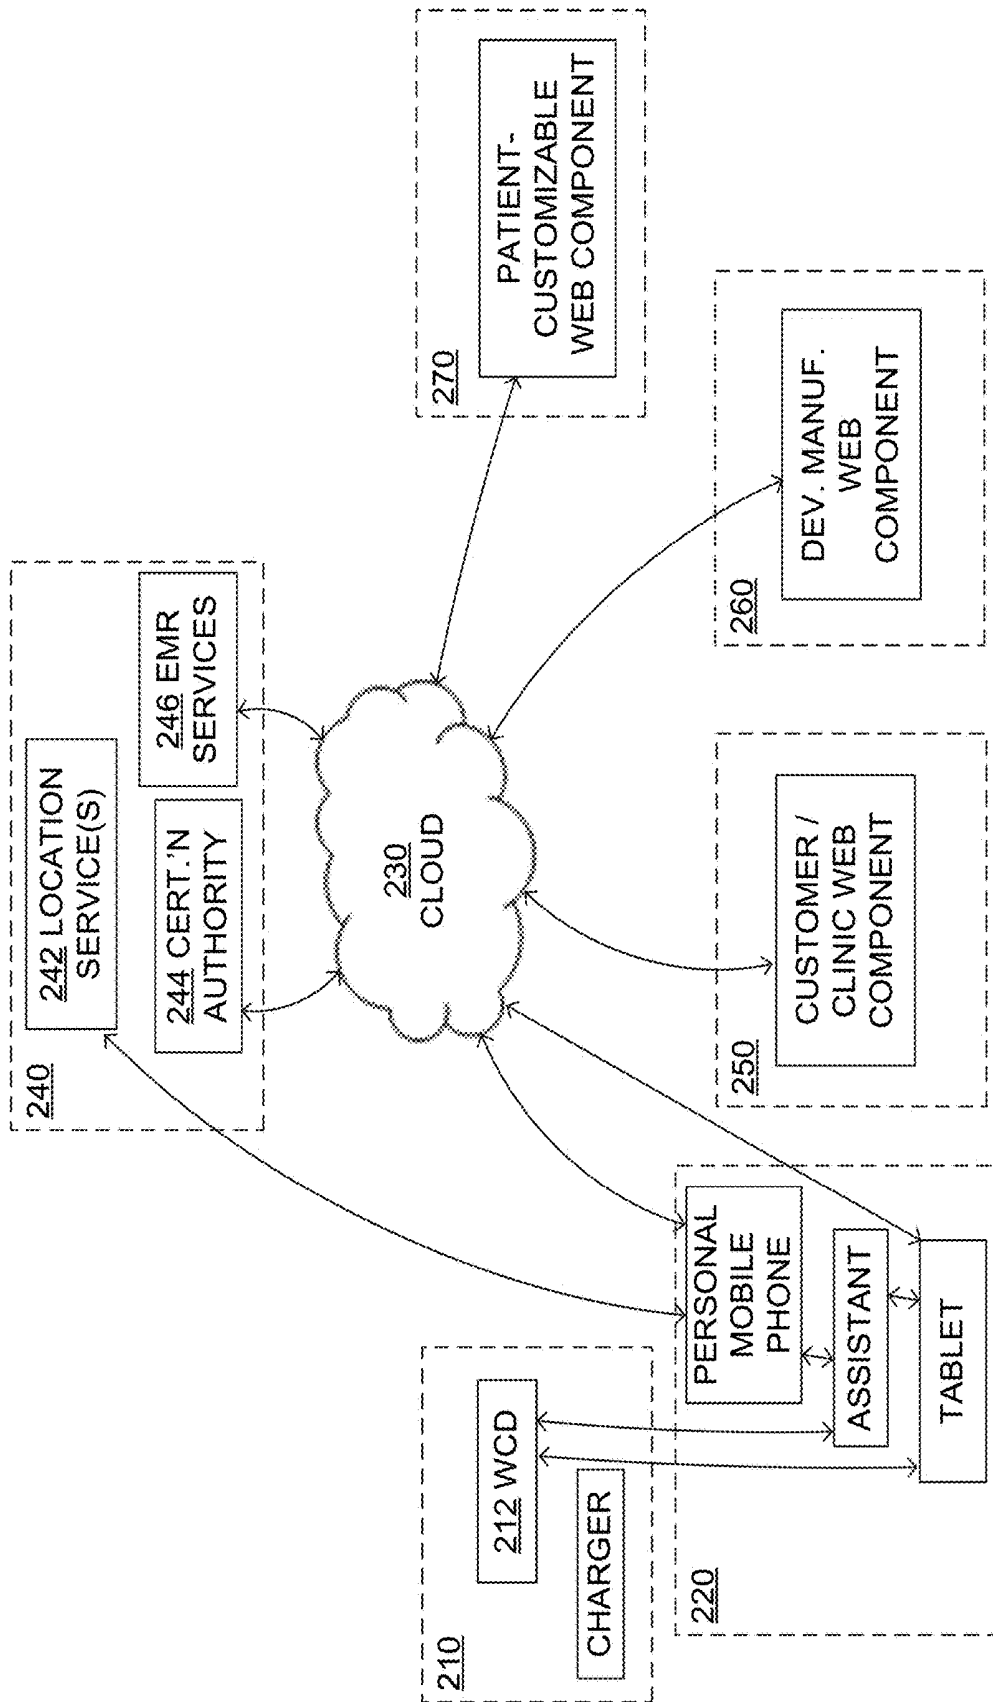 240
242 LOCATION
SERVICE(S)
244 CERT.'N
AUTHORITY
246 EMR
SERVICES
210
212 WCD
CHARGER
230
CLOUD
270
PATIENT-
CUSTOMIZABLE
WEB COMPONENT
220
PERSONAL
MOBILE
PHONE
ASSISTANT
TABLET
250
CUSTOMER /
CLINIC WEB
COMPONENT
260
DEV. MANUF.
WEB
COMPONENT